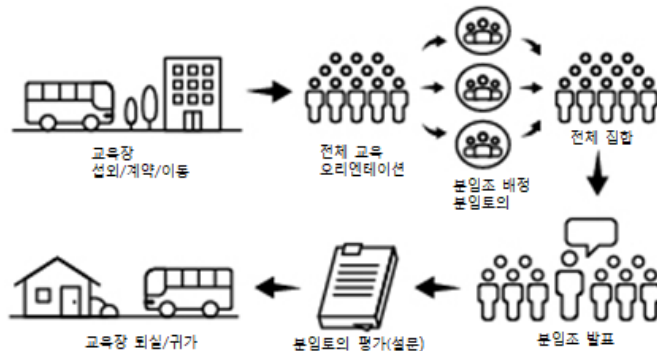 교육장
섭외/계약/이동
전체 교육
오리엔테이션
분임조 배정
분임토의
전체 집합
분임조 발표
분임토의 평가(설문)
교육장 퇴실/귀가